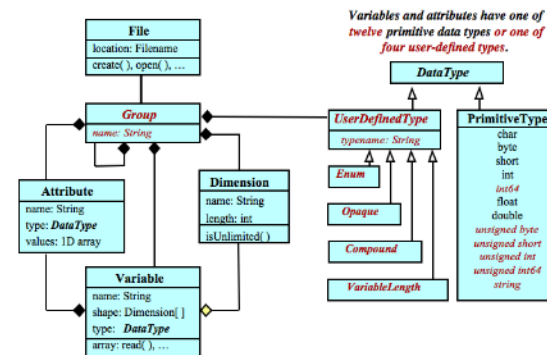 Variables and attributes have one of
twelve primitive data types or one of
four user-defined types.
File
location: Filename
create( ), open( ), …
Group
name: String
DataType
UserDefinedType
typename: String
Enum
Opaque
Compound
VariableLength
PrimitiveType
char
byte
short
int
int64
float
double
unsigned byte
unsigned short
unsigned int
unsigned int64
string
Attribute
name: String
type: DataType
values: 1D array
Dimension
name: String
length: int
isUnlimited( )
Variable
name: String
shape: Dimension[ ]
type: DataType
array: read( ), …